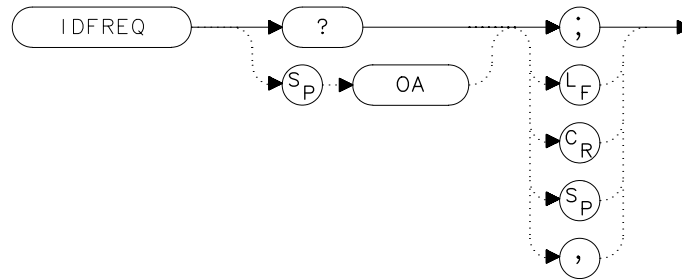 IDFREQ ? ;
SP OA LF
CR
SP
,